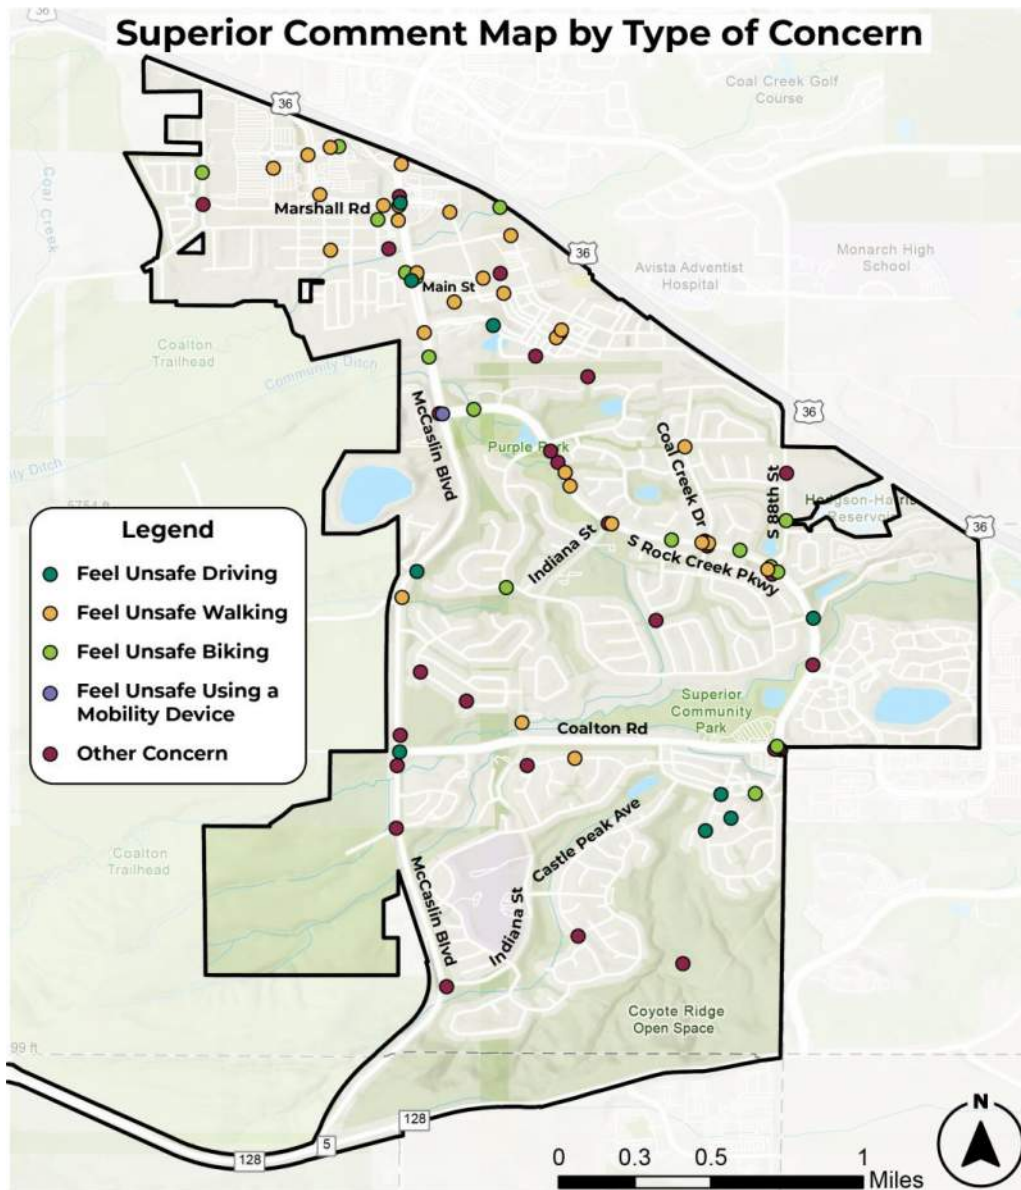 36
Superior Comment Map by Type of Concern
Coal Creek Golf
Course
36
Coal Creek
Marshall Rd
36
Monarch High
School
Avista Adventist
Hospital
Main St
Coalton
Trailhead
Community Ditch
36
McCaslin Blvd
Purple Park
Coal Creek Dr
S 88th St
Reservoir
36
Legend
Feel Unsafe Driving
Feel Unsafe Walking
Feel Unsafe Biking
Feel Unsafe Using a
Mobility Device
Other Concern
Indiana St
S Rock Creek Pkwy
Superior
Community
Park
Coalton Rd
Castle Peak Ave
Coalton
Trailhead
McCaslin Blvd
Indiana St
Coyote Ridge
Open Space
99 ft
128
5
128
N
0 0.3 0.5 1
Miles